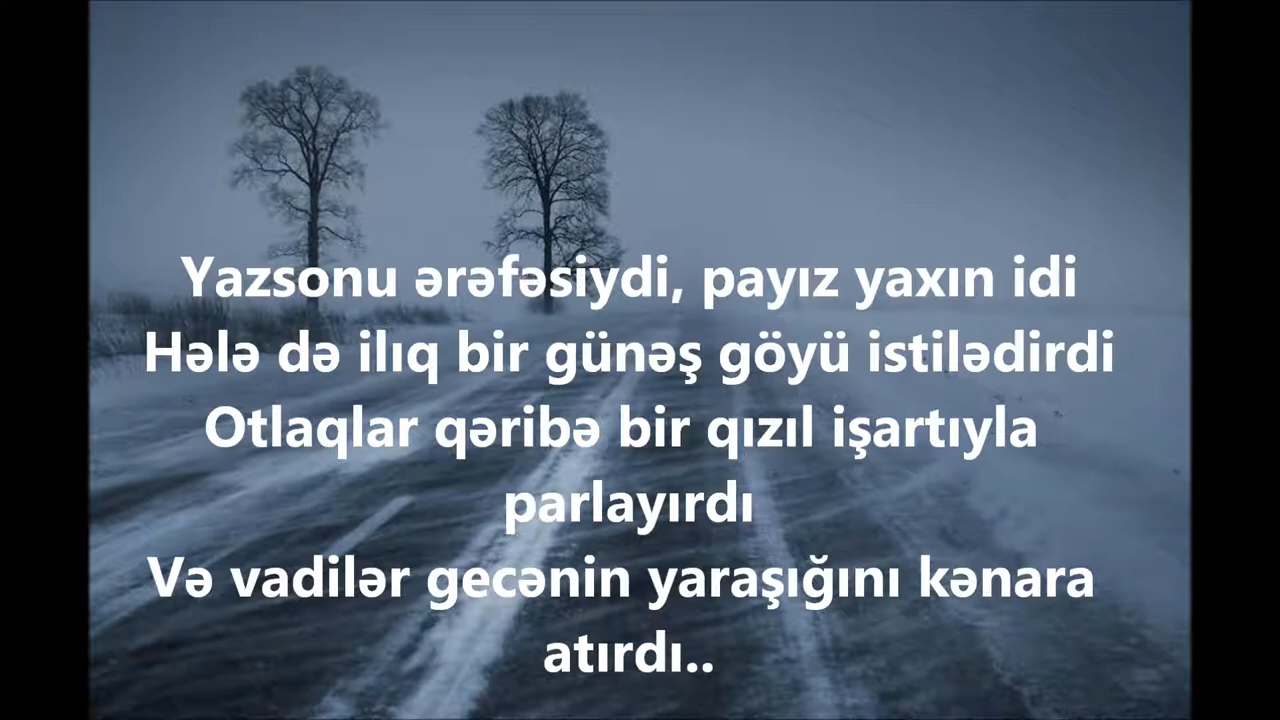 Yazsonu ərəfəsiydi, payız yaxın idi
Hələ də ilıq bir günəş göyü istilədirdi
Otlaqlar qəribə bir qızıl işartıyla
parlayırdı
Və vadilər gecənin yaraşığını kənara
atırdı..